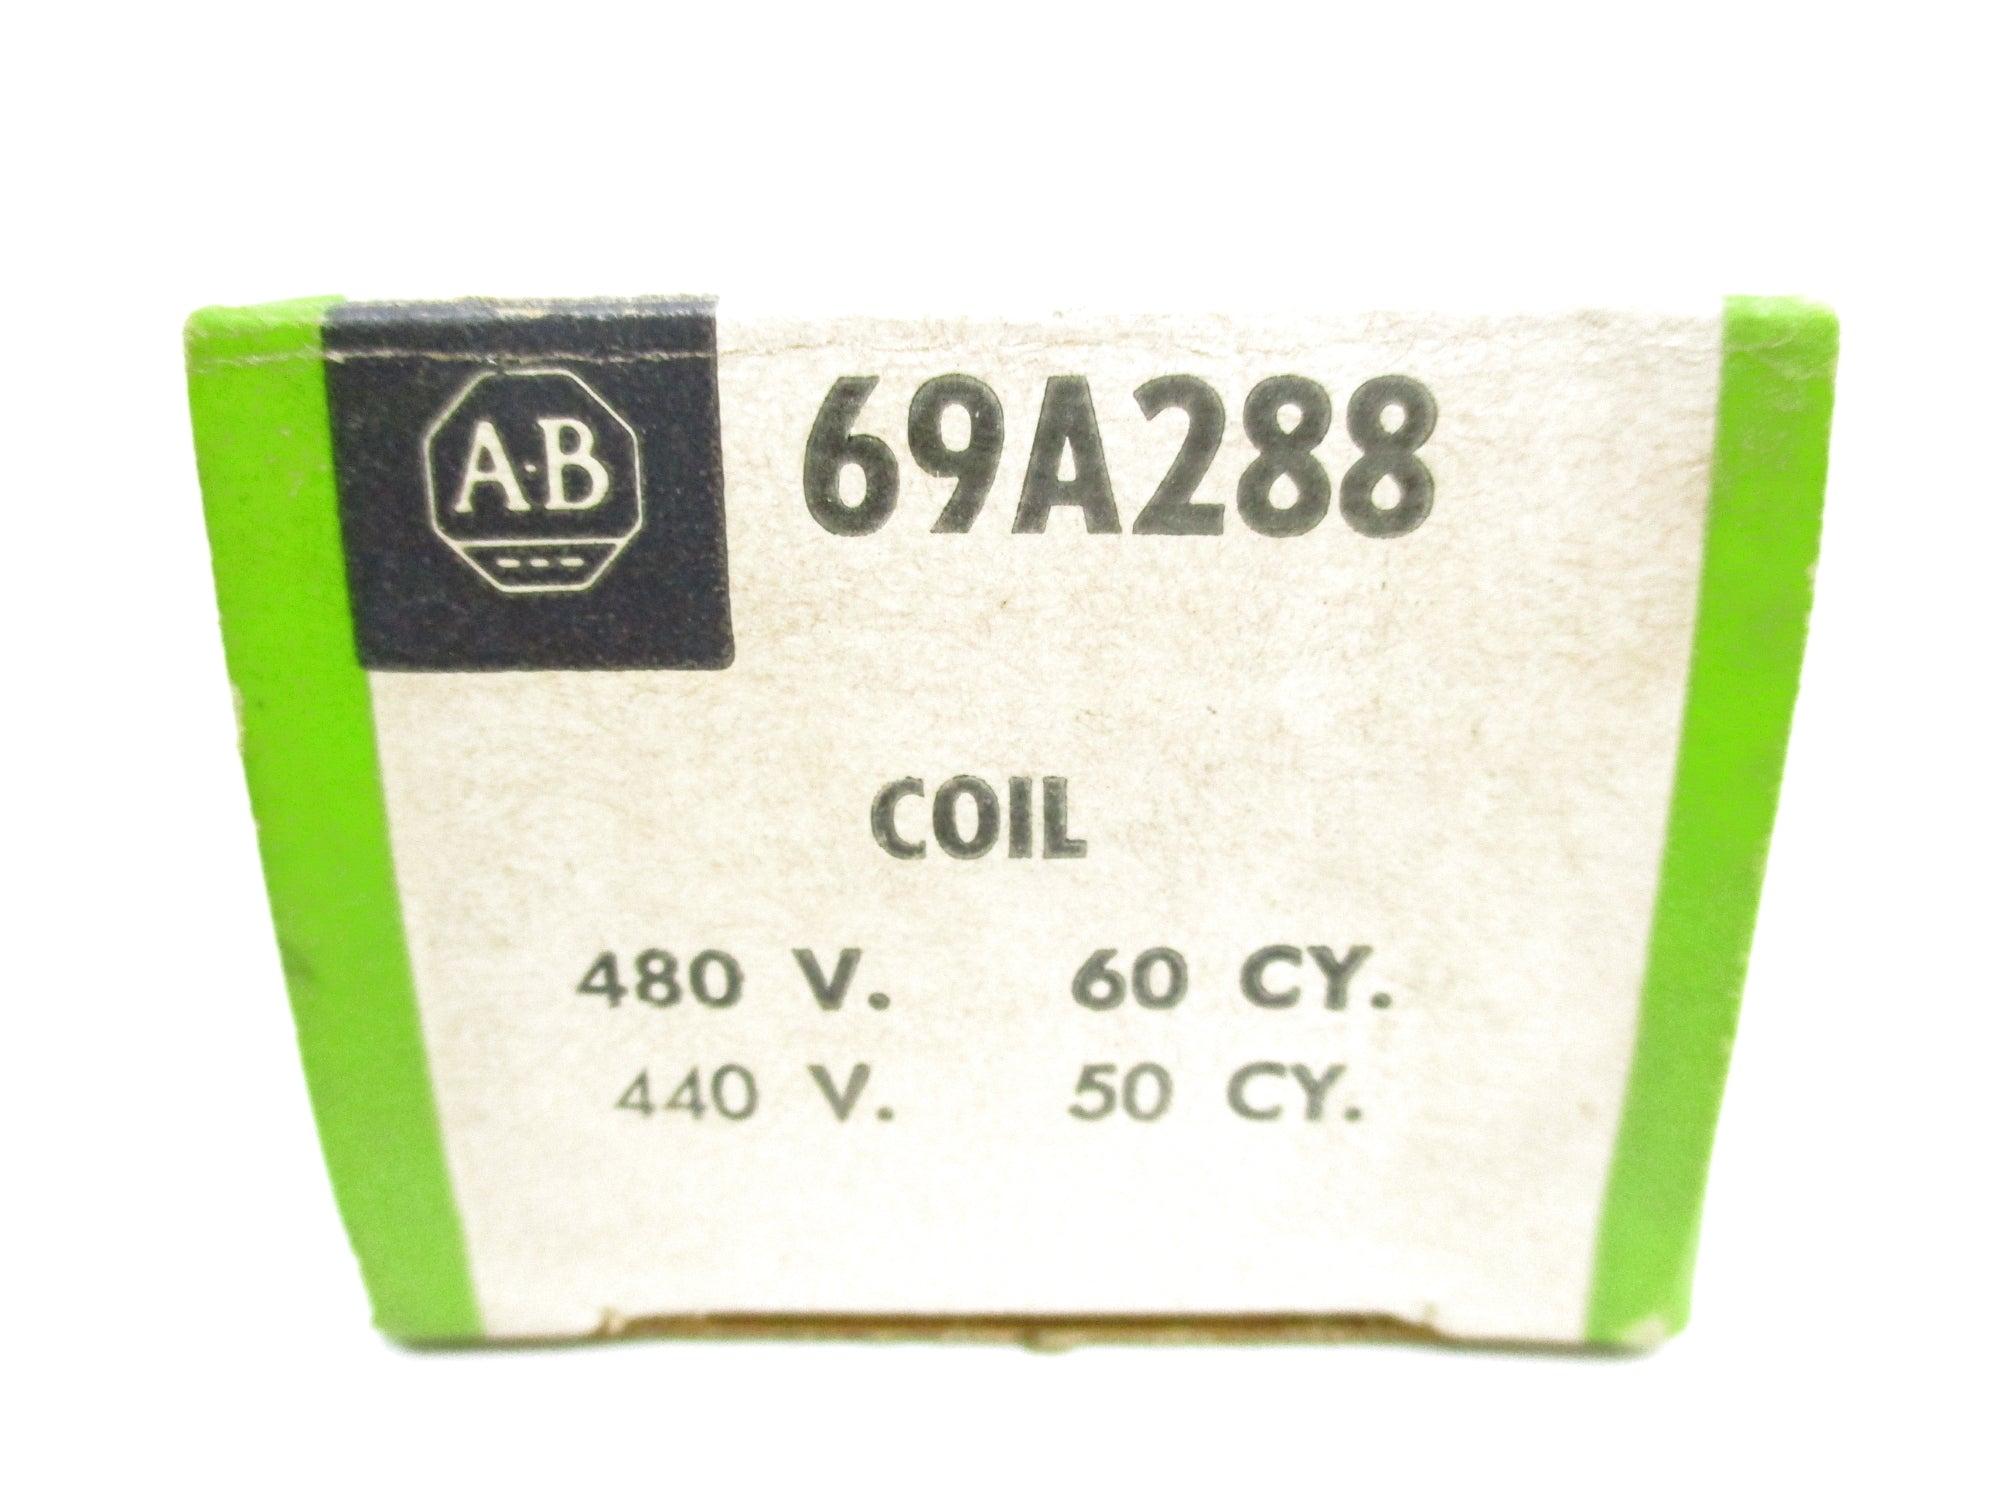 A·B
69A288
COIL
480 V. 60 CY.
440 V. 50 CY.